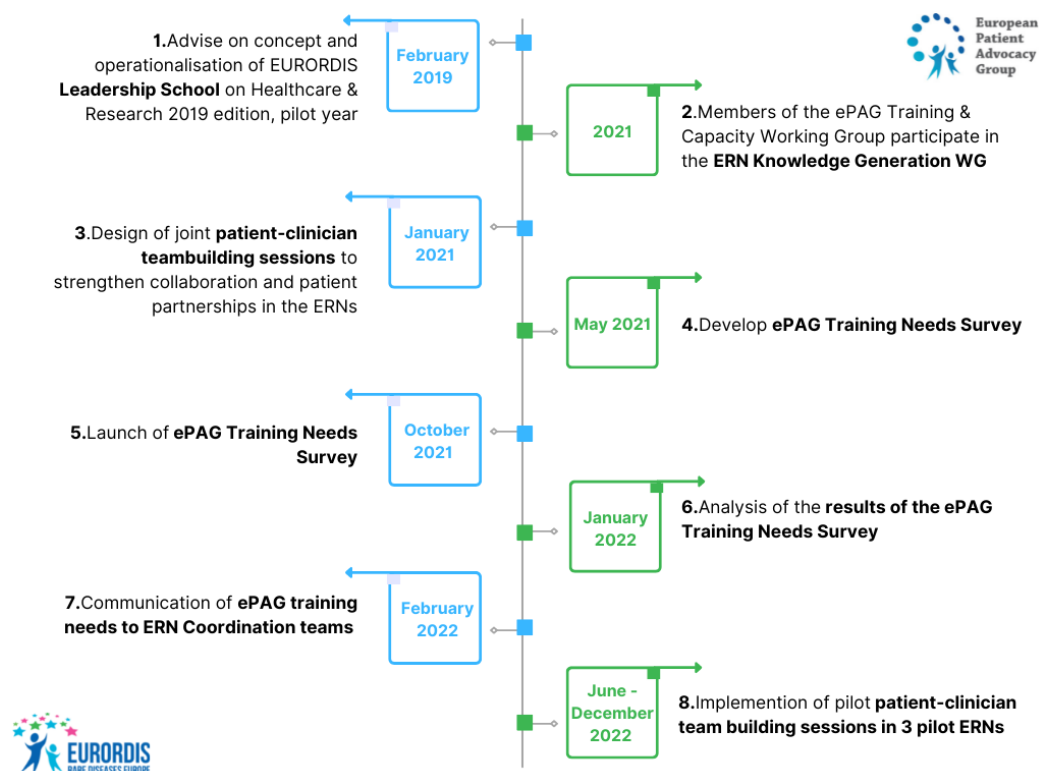 European
Patient
Advocacy
Group
1.Advise on concept and
operationalisation of EURORDIS
Leadership School on Healthcare &
Research 2019 edition, pilot year
February
2019
2021
2.Members of the ePAG Training &
Capacity Working Group participate in
the ERN Knowledge Generation WG
3.Design of joint patient-clinician
teambuilding sessions to
strengthen collaboration and patient
partnerships in the ERNs
January
2021
May 2021
4.Develop ePAG Training Needs Survey
5.Launch of ePAG Training Needs
Survey
October
2021
January
2022
6.Analysis of the results of the ePAG
Training Needs Survey
7.Communication of ePAG training
needs to ERN Coordination teams
February
2022
June -
December
2022
8.Implemention of pilot patient-clinician
team building sessions in 3 pilot ERNs
EURORDIS
RARE DISEASES EUROPE